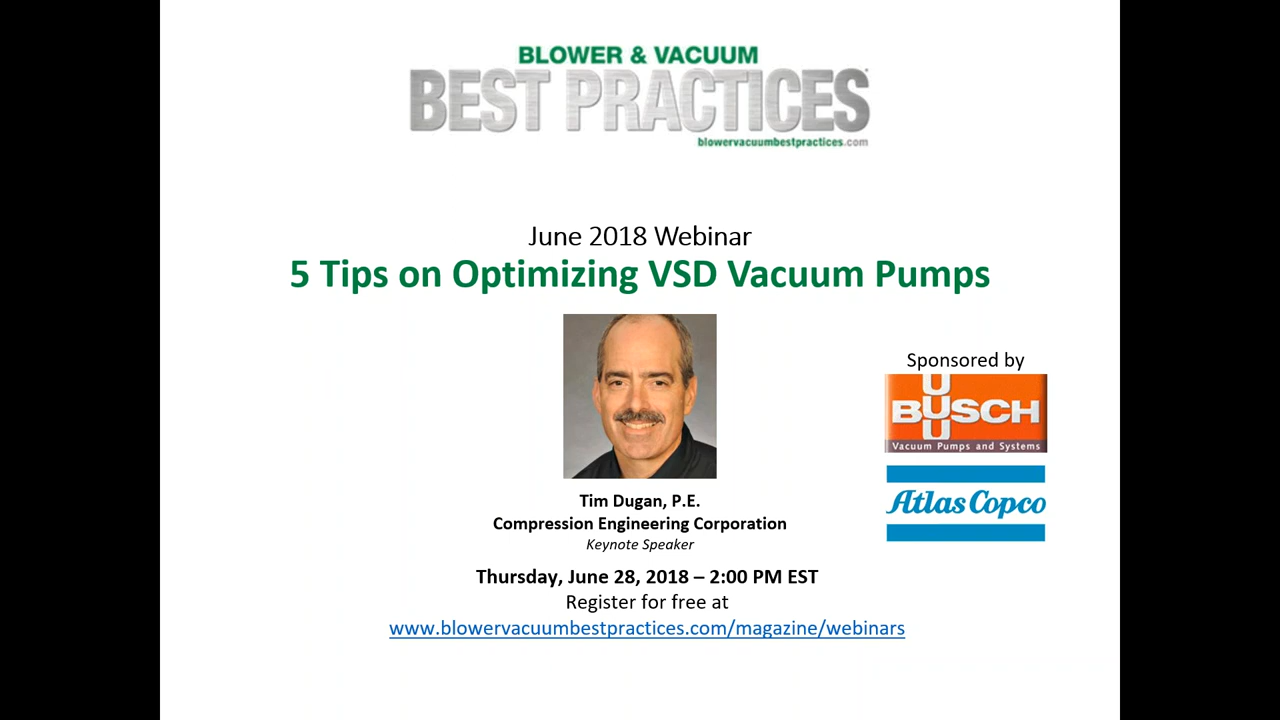 BLOWER & VACUUM
BEST PRACTICES
blowervacuumbestpractices.com
June 2018 Webinar
5 Tips on Optimizing VSD Vacuum Pumps
Sponsored by
BUSCH
Vacuum Pumps and Systems
Atlas Copco
Tim Dugan, P.E.
Compression Engineering Corporation
Keynote Speaker
Thursday, June 28, 2018 – 2:00 PM EST
Register for free at
www.blowervacuumbestpractices.com/magazine/webinars